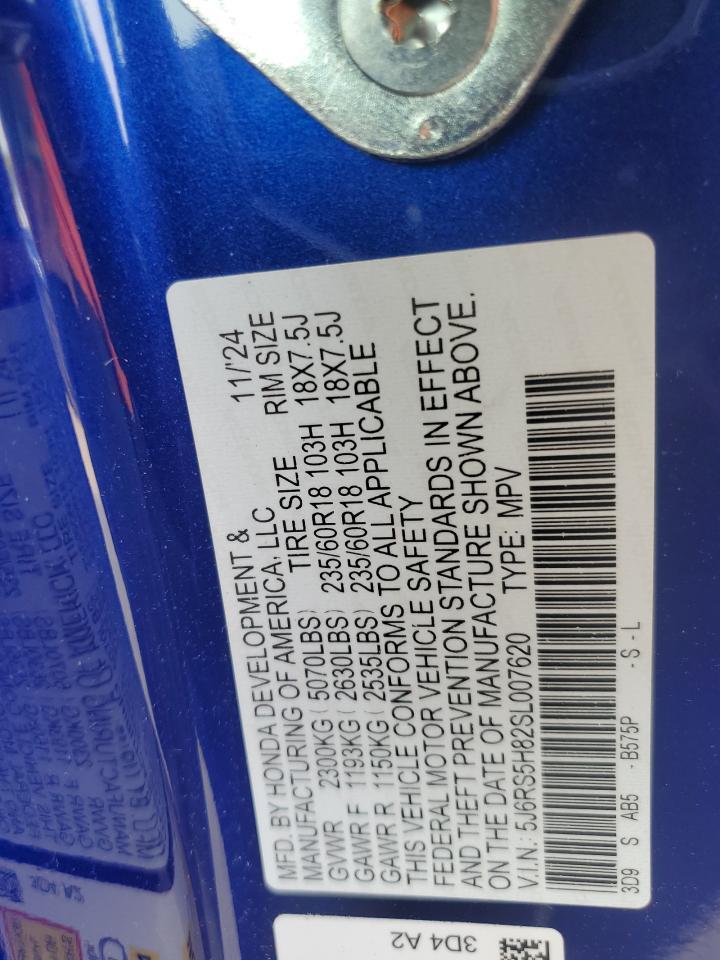 MFD. BY HONDA DEVELOPMENT & 11/'24
MANUFACTURING OF AMERICA, LLC TIRE SIZE RIM SIZE
GVWR 2300KG ( 5070LBS) 235/60R18 103H 18X7.5J
GAWR F 1193KG ( 2630LBS) 235/60R18 103H 18X7.5J
GAWR R 1150KG ( 2535LBS)
THIS VEHICLE CONFORMS TO ALL APPLICABLE
FEDERAL MOTOR VEHICLE SAFETY
AND THEFT PREVENTION STANDARDS IN EFFECT
ON THE DATE OF MANUFACTURE SHOWN ABOVE.
V.I.N.: 5J6RS5H82SL007620 TYPE: MPV
3D9 S AB5 - B575P - S - L
3D4 A2